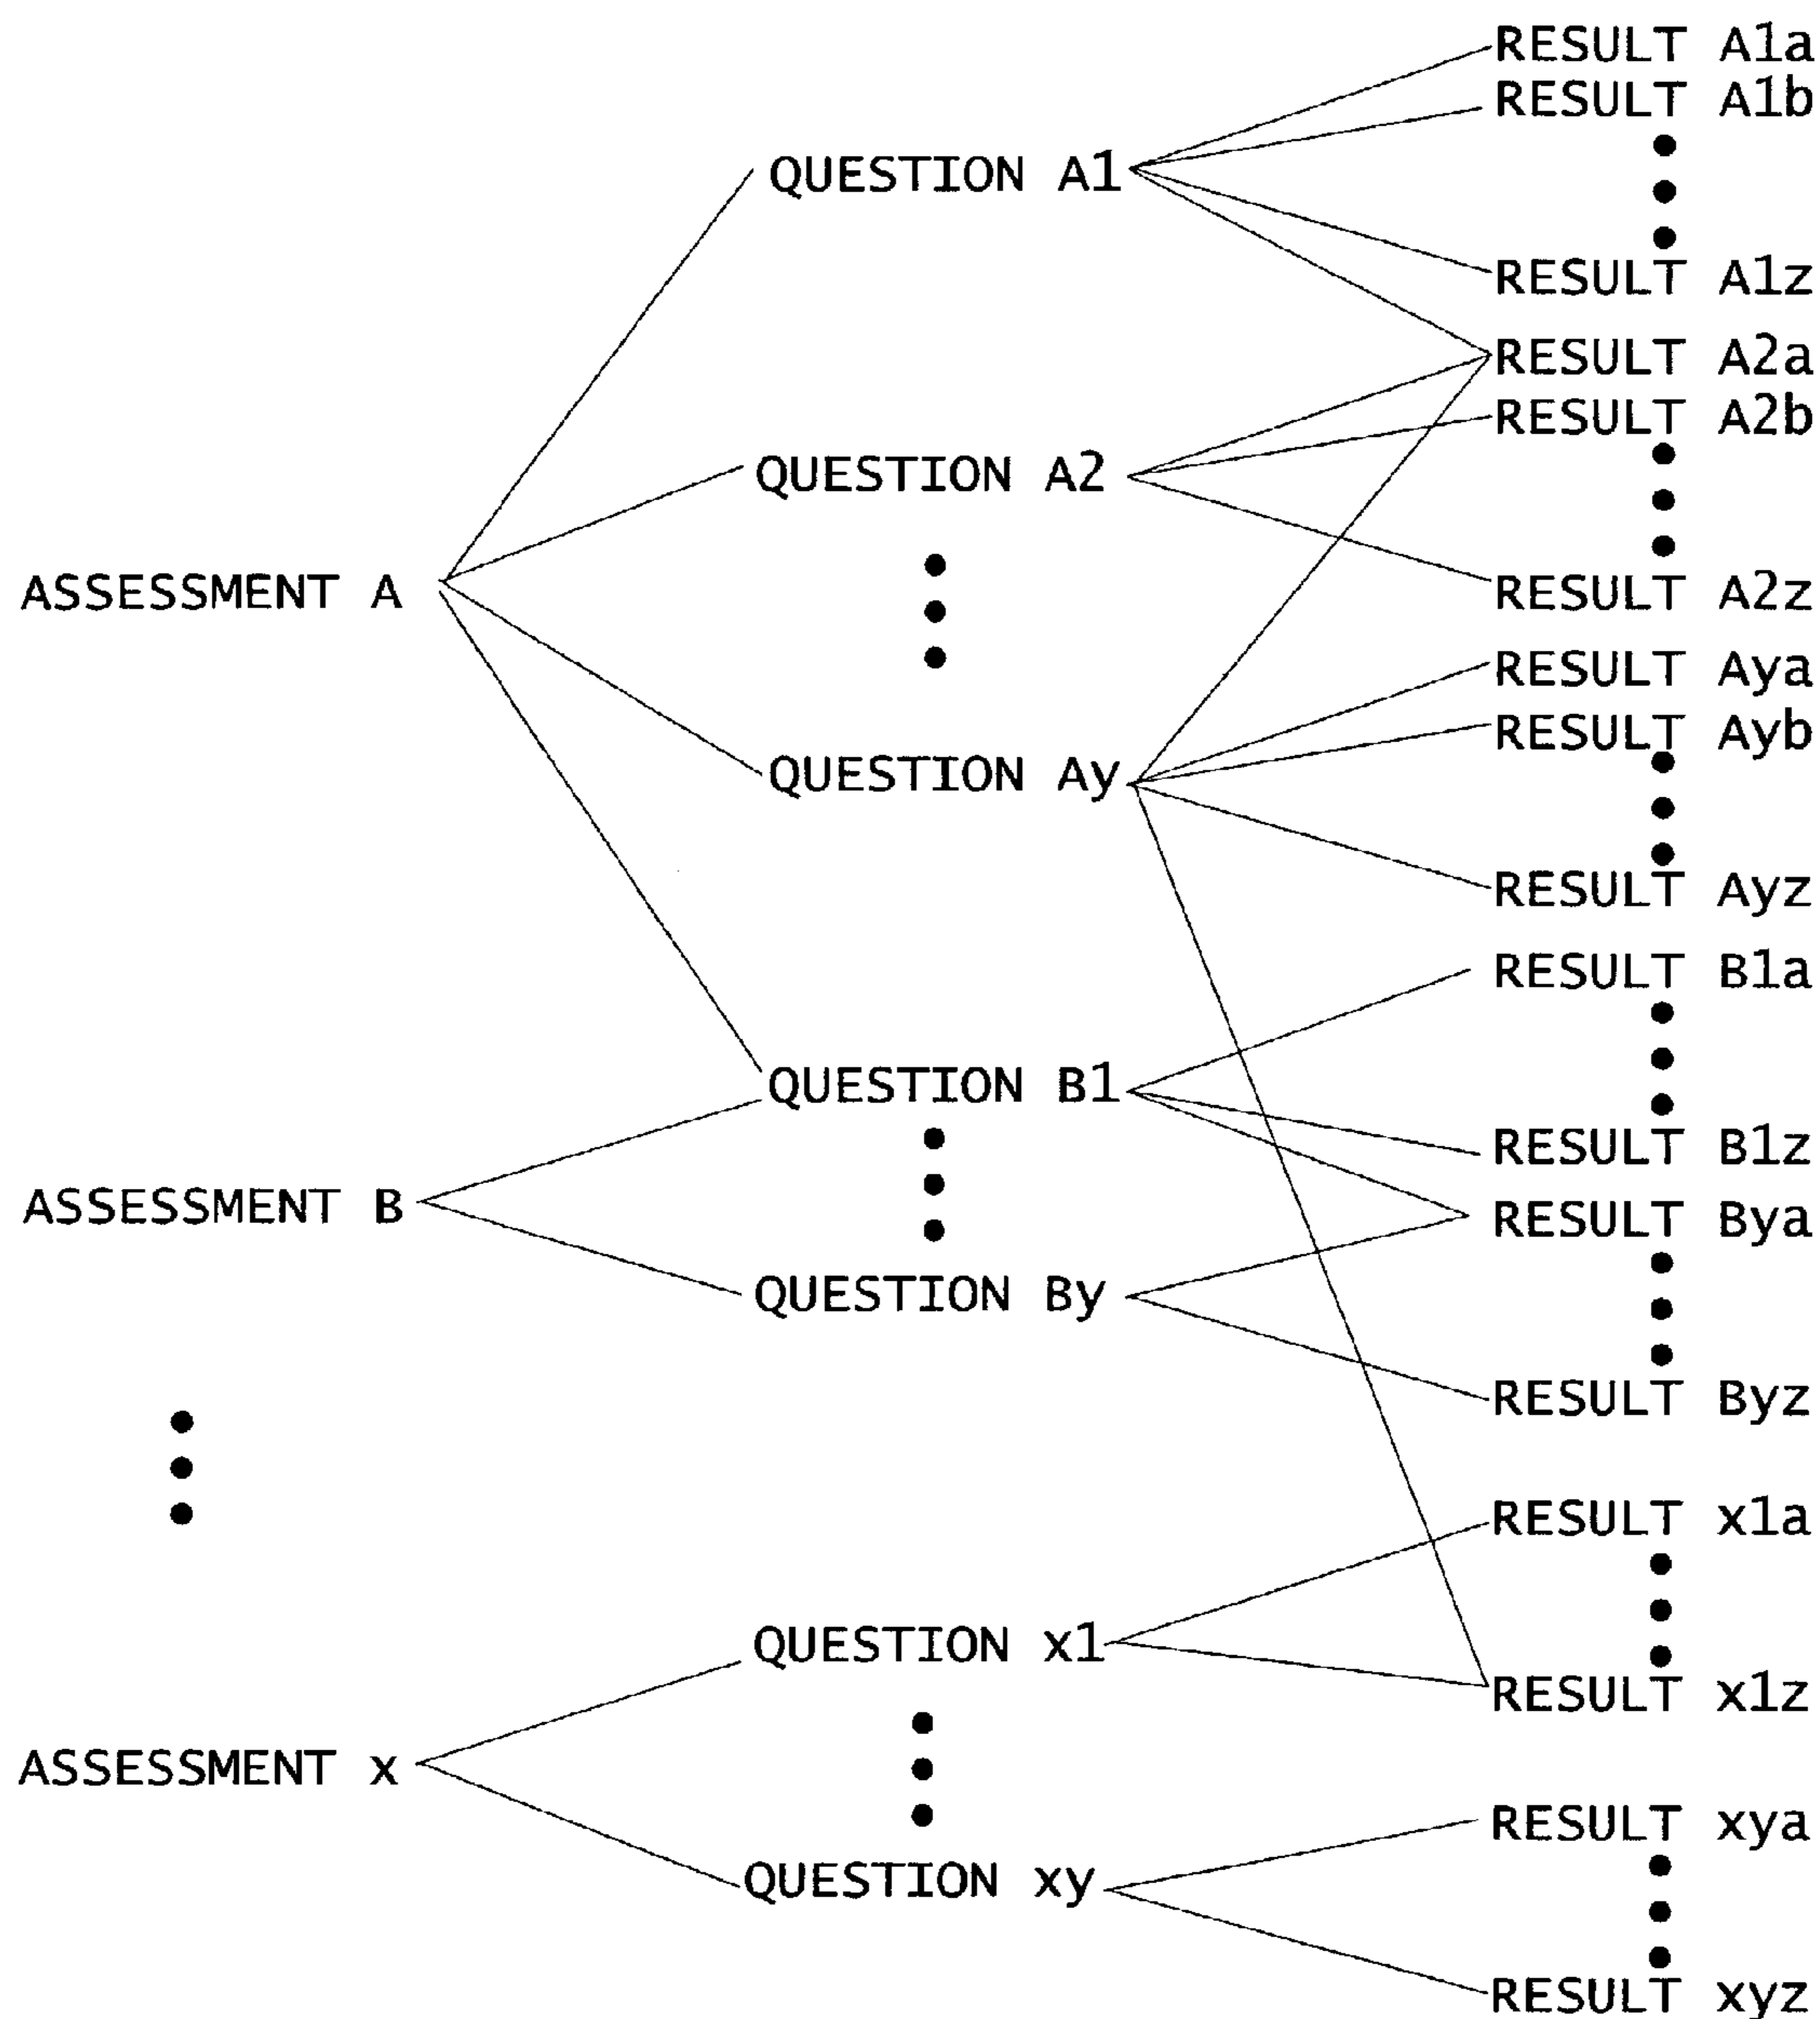 RESULT A1a
RESULT A1b
QUESTION A1
RESULT A1z
RESULT A2a
RESULT A2b
QUESTION A2
ASSESSMENT A
RESULT A2z
RESULT Aya
RESULT Ayb
QUESTION Ay
RESULT Ayz
RESULT B1a
QUESTION B1
RESULT B1z
ASSESSMENT B
RESULT Bya
QUESTION By
RESULT Byz
RESULT x1a
QUESTION x1
RESULT x1z
ASSESSMENT x
RESULT xya
QUESTION xy
RESULT xyz